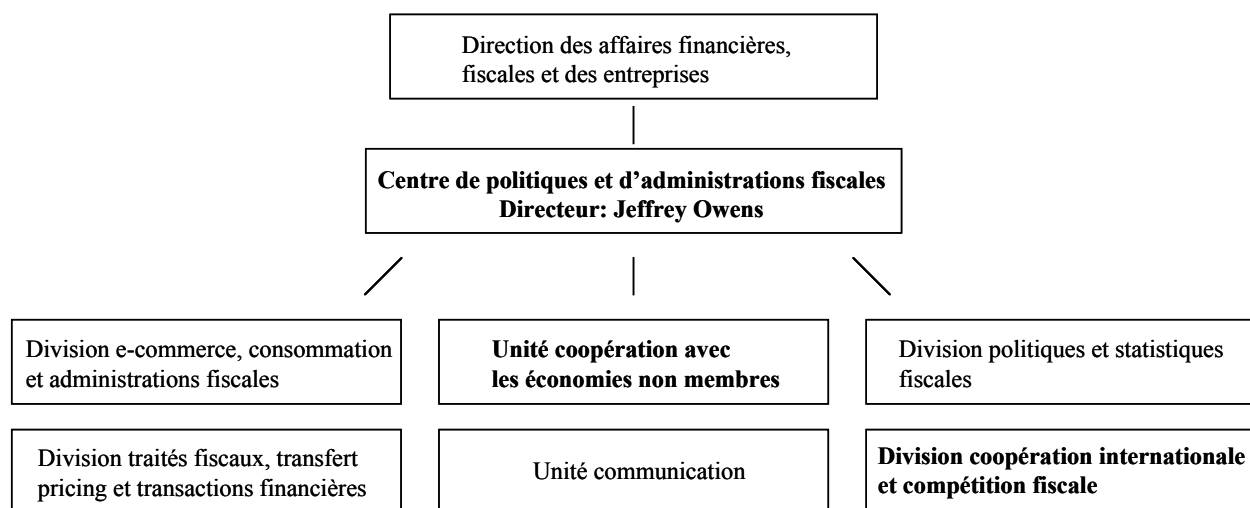 Direction des affaires financières,
fiscales et des entreprises
Centre de politiques et d’administrations fiscales
Directeur: Jeffrey Owens
Division e-commerce, consommation
et administrations fiscales
Unité coopération avec
les économies non membres
Division politiques et statistiques
fiscales
Division traités fiscaux, transfert
pricing et transactions financières
Unité communication
Division coopération internationale
et compétition fiscale